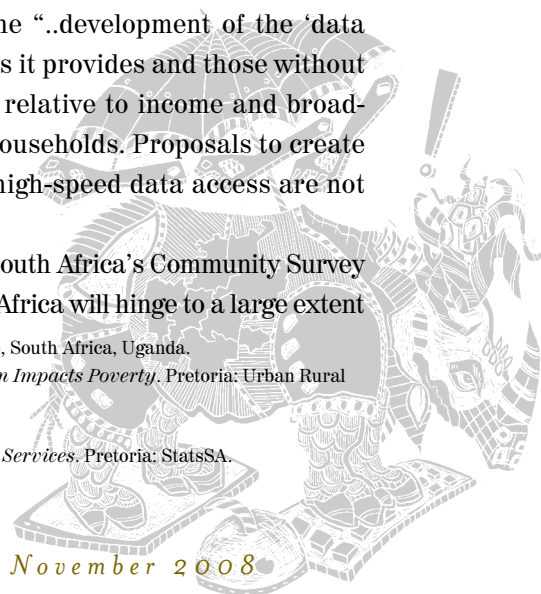 ne “..development of the ‘data
s it provides and those without
relative to income and broad-
ouseholds. Proposals to create
high-speed data access are not
outh Africa’s Community Survey
Africa will hinge to a large extent
, South Africa, Uganda.
n Impacts Poverty. Pretoria: Urban Rural
Services. Pretoria: StatsSA.
November 2008